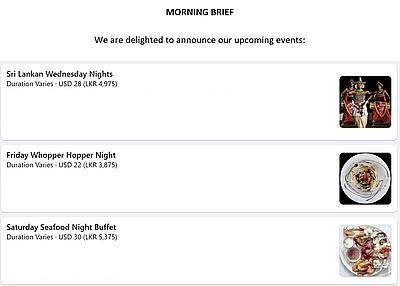 MORNING BRIEF
We are delighted to announce our upcoming events:
Sri Lankan Wednesday Nights
Duration Varies · USD 28 (LKR 4,975)
Friday Whopper Hopper Night
Duration Varies · USD 22 (LKR 3,875)
Saturday Seafood Night Buffet
Duration Varies · USD 30 (LKR 5,375)